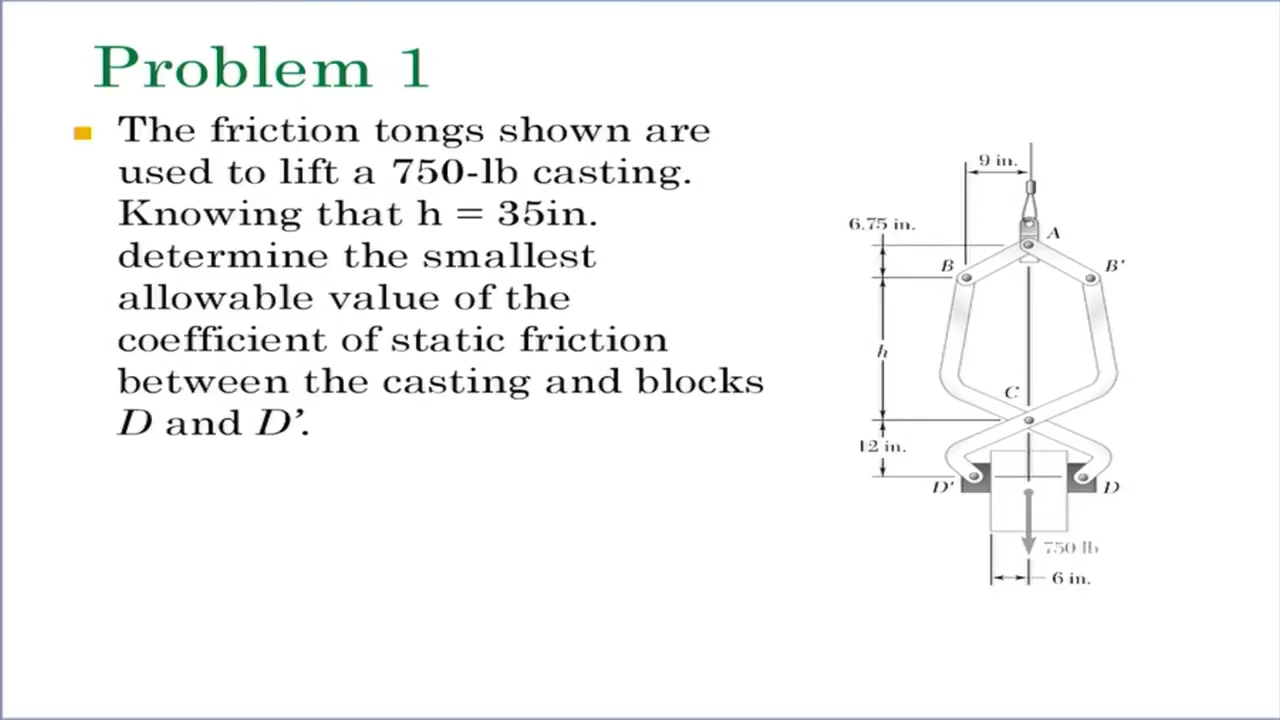 Problem 1
The friction tongs shown are
used to lift a 750-lb casting.
Knowing that h = 35in.
determine the smallest
allowable value of the
coefficient of static friction
between the casting and blocks
D and D’.
9 in.
6.75 in.
A
B
B'
h
C
12 in.
D'
D
750 lb
6 in.